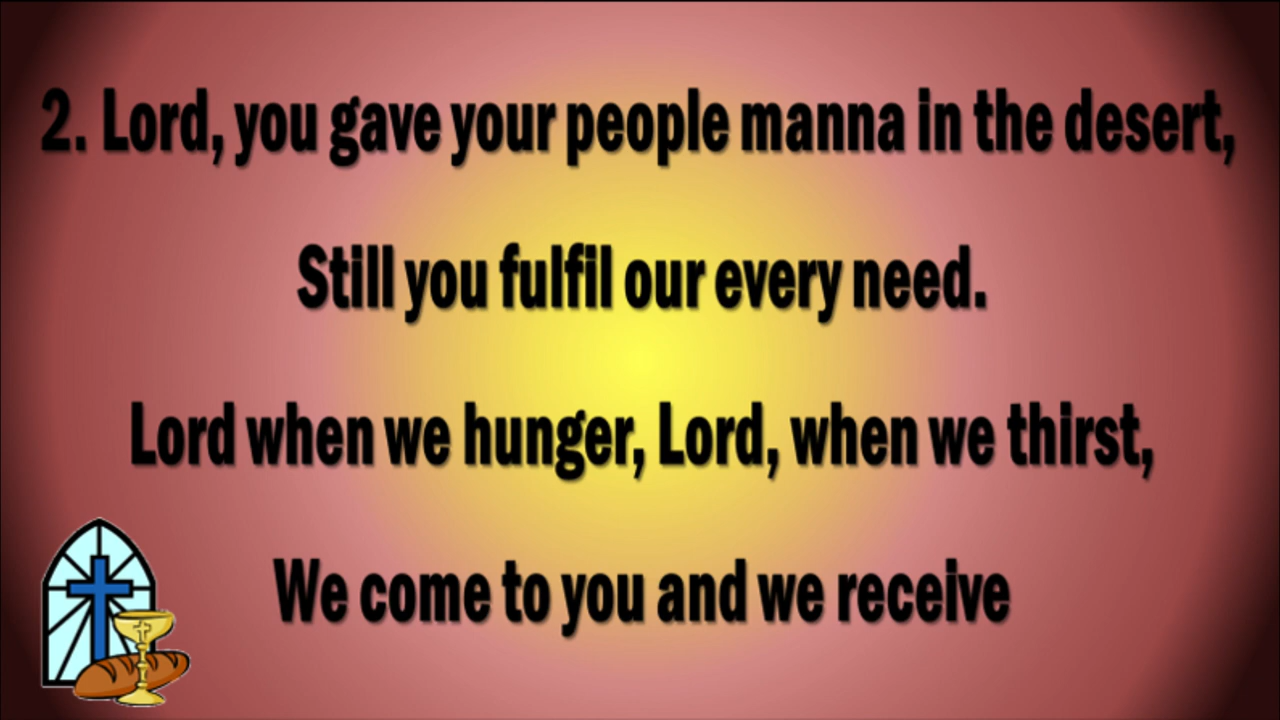 2. Lord, you gave your people manna in the desert,
Still you fulfil our every need.
Lord when we hunger, Lord, when we thirst,
We come to you and we receive